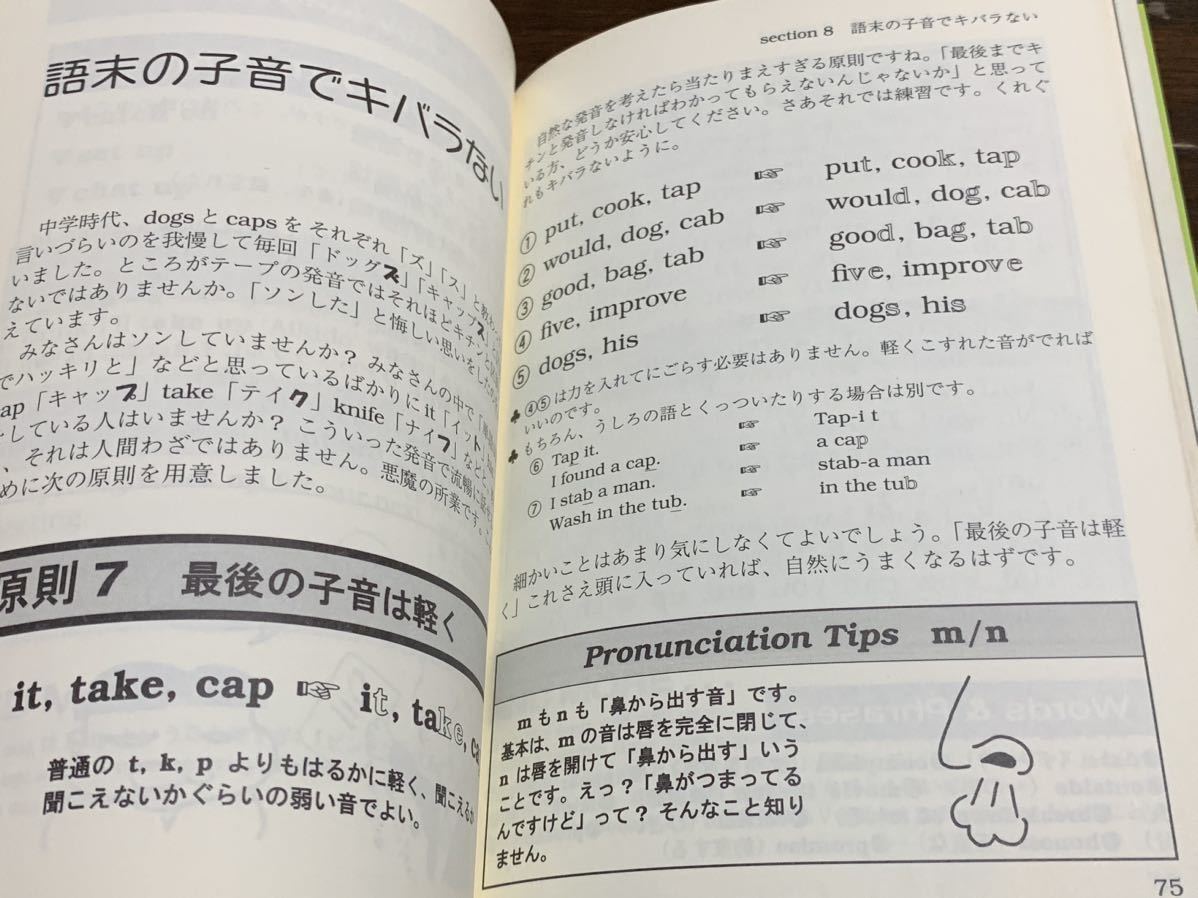 語末の子音でキバラない
中学時代、dogs と caps を それぞれ「ズ」「ス」と
言いづらいのを我慢して毎回「ドッグズ」「キャップス」と
いました。ところがテープの発音ではそれほどキチンと
ないではありませんか。「ソンした」と悔しい思いをした
えています。
みなさんはソンしていませんか? みなさんの中で
でハッキリと」などと思っているばかりに it「イット
ap「キャップ」take「テイク」knife「ナイフ」などと、
している人はいませんか? こういった発音で流暢に
、それは人間わざではありません。悪魔の所業です。
めに次の原則を用意しました。
原則 7 最後の子音は軽く
it, take, cap ☞ it, take, ca
普通の t, k, p よりもはるかに軽く、聞こえるか
聞こえないかぐらいの弱い音でよい。
section 8 語末の子音でキバラない
自然な発音を考えたら当たりまえすぎる原則ですね。「最後までキ
チンと発音しなければわかってもらえないんじゃないか」と思って
いる方、どうか安心してください。さあそれでは練習です。くれぐ
れもキバラないように。
① put, cook, tap ☞ put, cook, tap
② would, dog, cab ☞ would, dog, cab
③ good, bag, tab ☞ good, bag, tab
④ five, improve ☞ five, improve
⑤ dogs, his ☞ dogs, his
♣ ④⑤は力を入れてにごらす必要はありません。軽くこすれた音がでれば
いいのです。
♣ もちろん、うしろの語とくっついたりする場合は別です。
⑥ Tap it. ☞ Tap-i t
I found a cap. ☞ a cap
⑦ I stab a man. ☞ stab-a man
Wash in the tub. ☞ in the tub
細かいことはあまり気にしなくてよいでしょう。「最後の子音は軽
く」これさえ頭に入っていれば、自然にうまくなるはずです。
Pronunciation Tips m/n
m も n も「鼻から出す音」です。
基本は、m の音は唇を完全に閉じて、
n は唇を開けて「鼻から出す」いう
ことです。えっ?「鼻がつまってる
んですけど」って? そんなこと知り
ません。
75